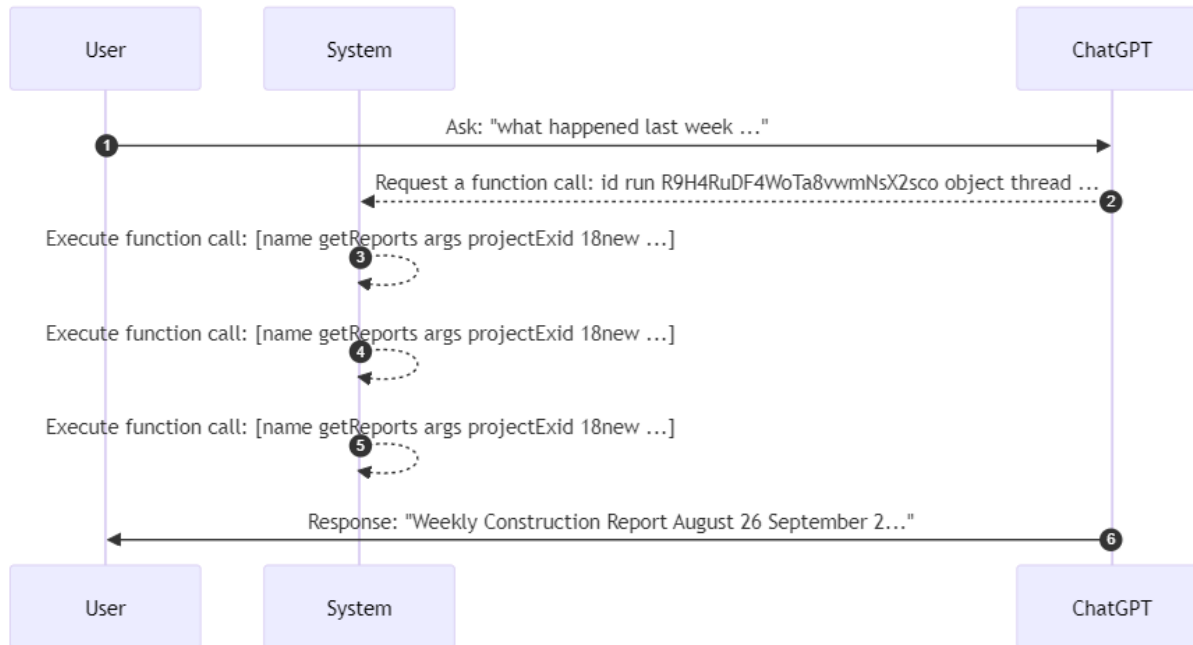 User
System
ChatGPT
Ask: "what happened last week ..."
1
Request a function call: id run R9H4RuDF4WoTa8vwmNsX2sco object thread ...
2
Execute function call: [name getReports args projectExid 18new ...]
3
Execute function call: [name getReports args projectExid 18new ...]
4
Execute function call: [name getReports args projectExid 18new ...]
5
Response: "Weekly Construction Report August 26 September 2..."
6
User
System
ChatGPT